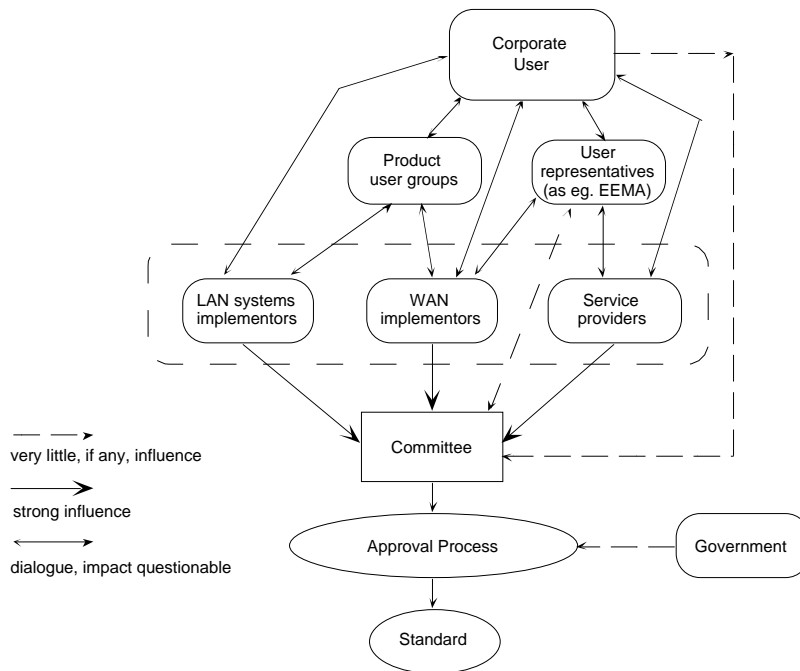 Corporate
User
Product
user groups
User
representatives
(as eg. EEMA)
LAN systems
implementors
WAN
implementors
Service
providers
Committee
very little, if any, influence
strong influence
dialogue, impact questionable
Approval Process
Government
Standard